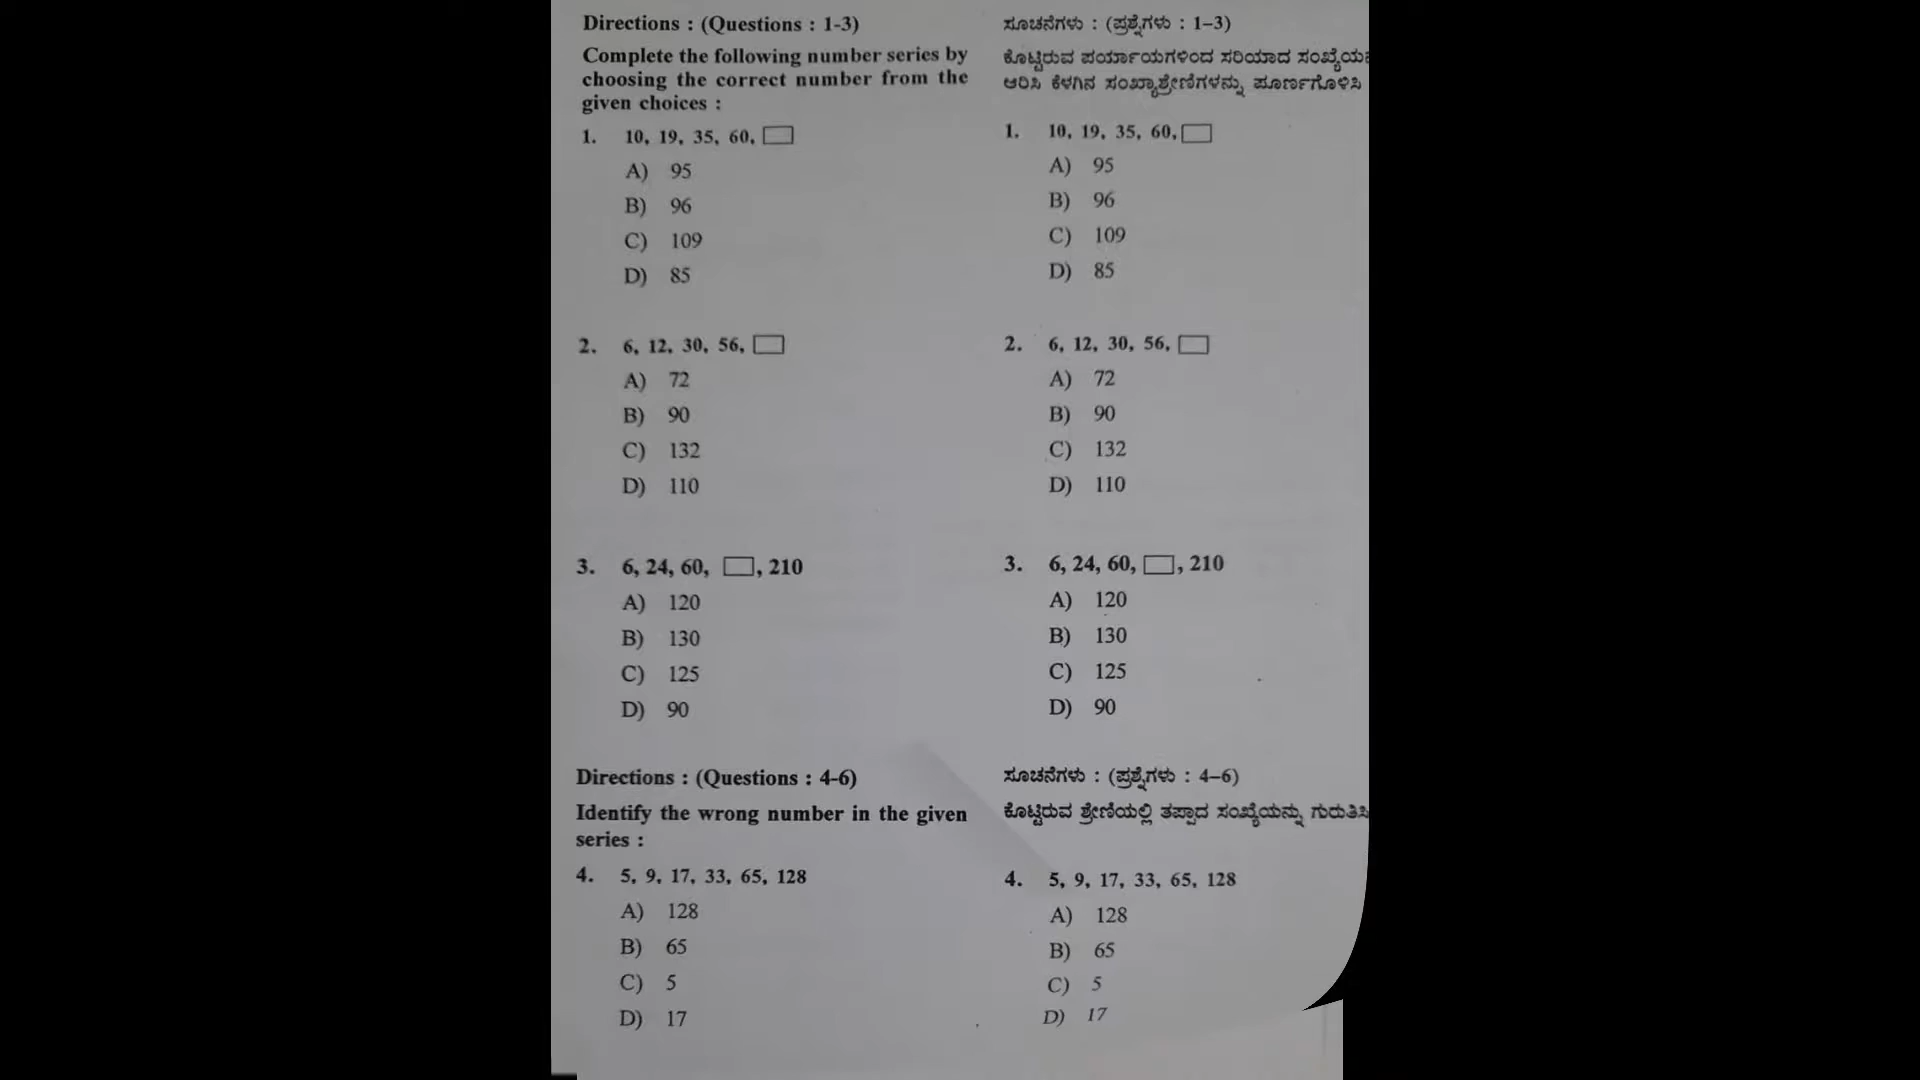 Directions : (Questions : 1-3)
Complete the following number series by
choosing the correct number from the
given choices :
1. 10, 19, 35, 60,
A) 95
B) 96
C) 109
D) 85
2. 6, 12, 30, 56,
A) 72
B) 90
C) 132
D) 110
3. 6, 24, 60, , 210
A) 120
B) 130
C) 125
D) 90
Directions : (Questions : 4-6)
Identify the wrong number in the given
series :
4. 5, 9, 17, 33, 65, 128
A) 128
B) 65
C) 5
D) 17
ಸೂಚನೆಗಳು : (ಪ್ರಶ್ನೆಗಳು : 1–3)
ಕೊಟ್ಟಿರುವ ಪರ್ಯಾಯಗಳಿಂದ ಸರಿಯಾದ
ಆರಿಸಿ ಕೆಳಗಿನ ಸಂಖ್ಯಾಶ್ರೇಣಿಗಳನ್ನು ಪೂರ್ಣಗೊಳಿಸಿ
1. 10, 19, 35, 60,
A) 95
B) 96
C) 109
D) 85
2. 6, 12, 30, 56,
A) 72
B) 90
C) 132
D) 110
3. 6, 24, 60, , 210
A) 120
B) 130
C) 125
D) 90
ಸೂಚನೆಗಳು : (ಪ್ರಶ್ನೆಗಳು : 4–6)
ಕೊಟ್ಟಿರುವ ಶ್ರೇಣಿಯಲ್ಲಿ ತಪ್ಪಾದ ಸಂಖ್ಯೆಯನ್ನು ಗುರುತಿಸಿ
4. 5, 9, 17, 33, 65, 128
A) 128
B) 65
C) 5
D) 17